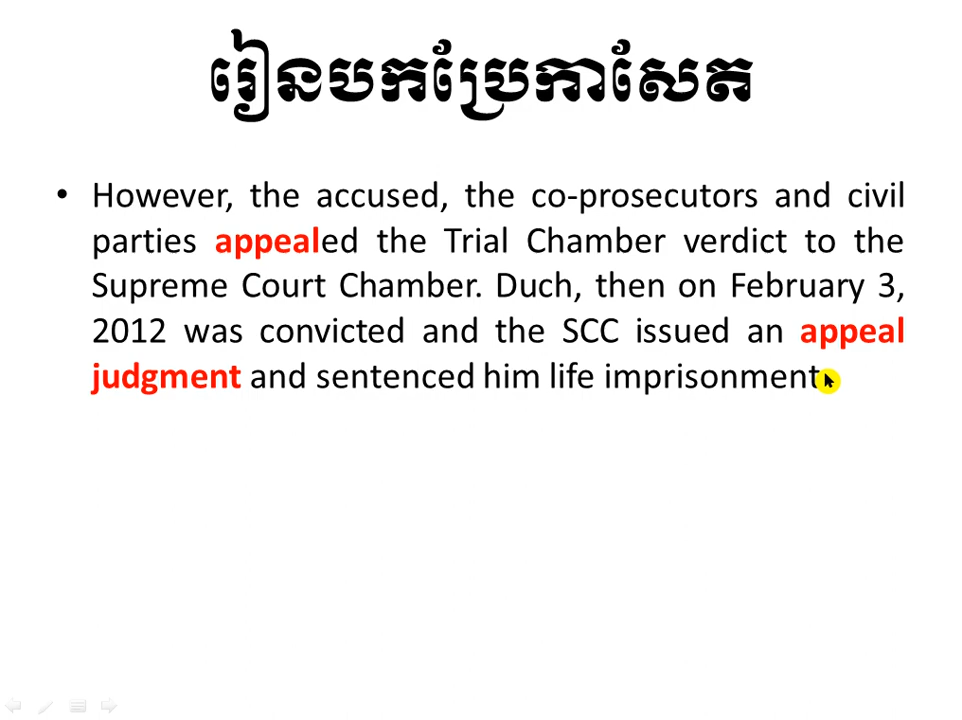 រៀនបកប្រែកាសែត
• However, the accused, the co-prosecutors and civil
parties appealed the Trial Chamber verdict to the
Supreme Court Chamber. Duch, then on February 3,
2012 was convicted and the SCC issued an appeal
judgment and sentenced him life imprisonment